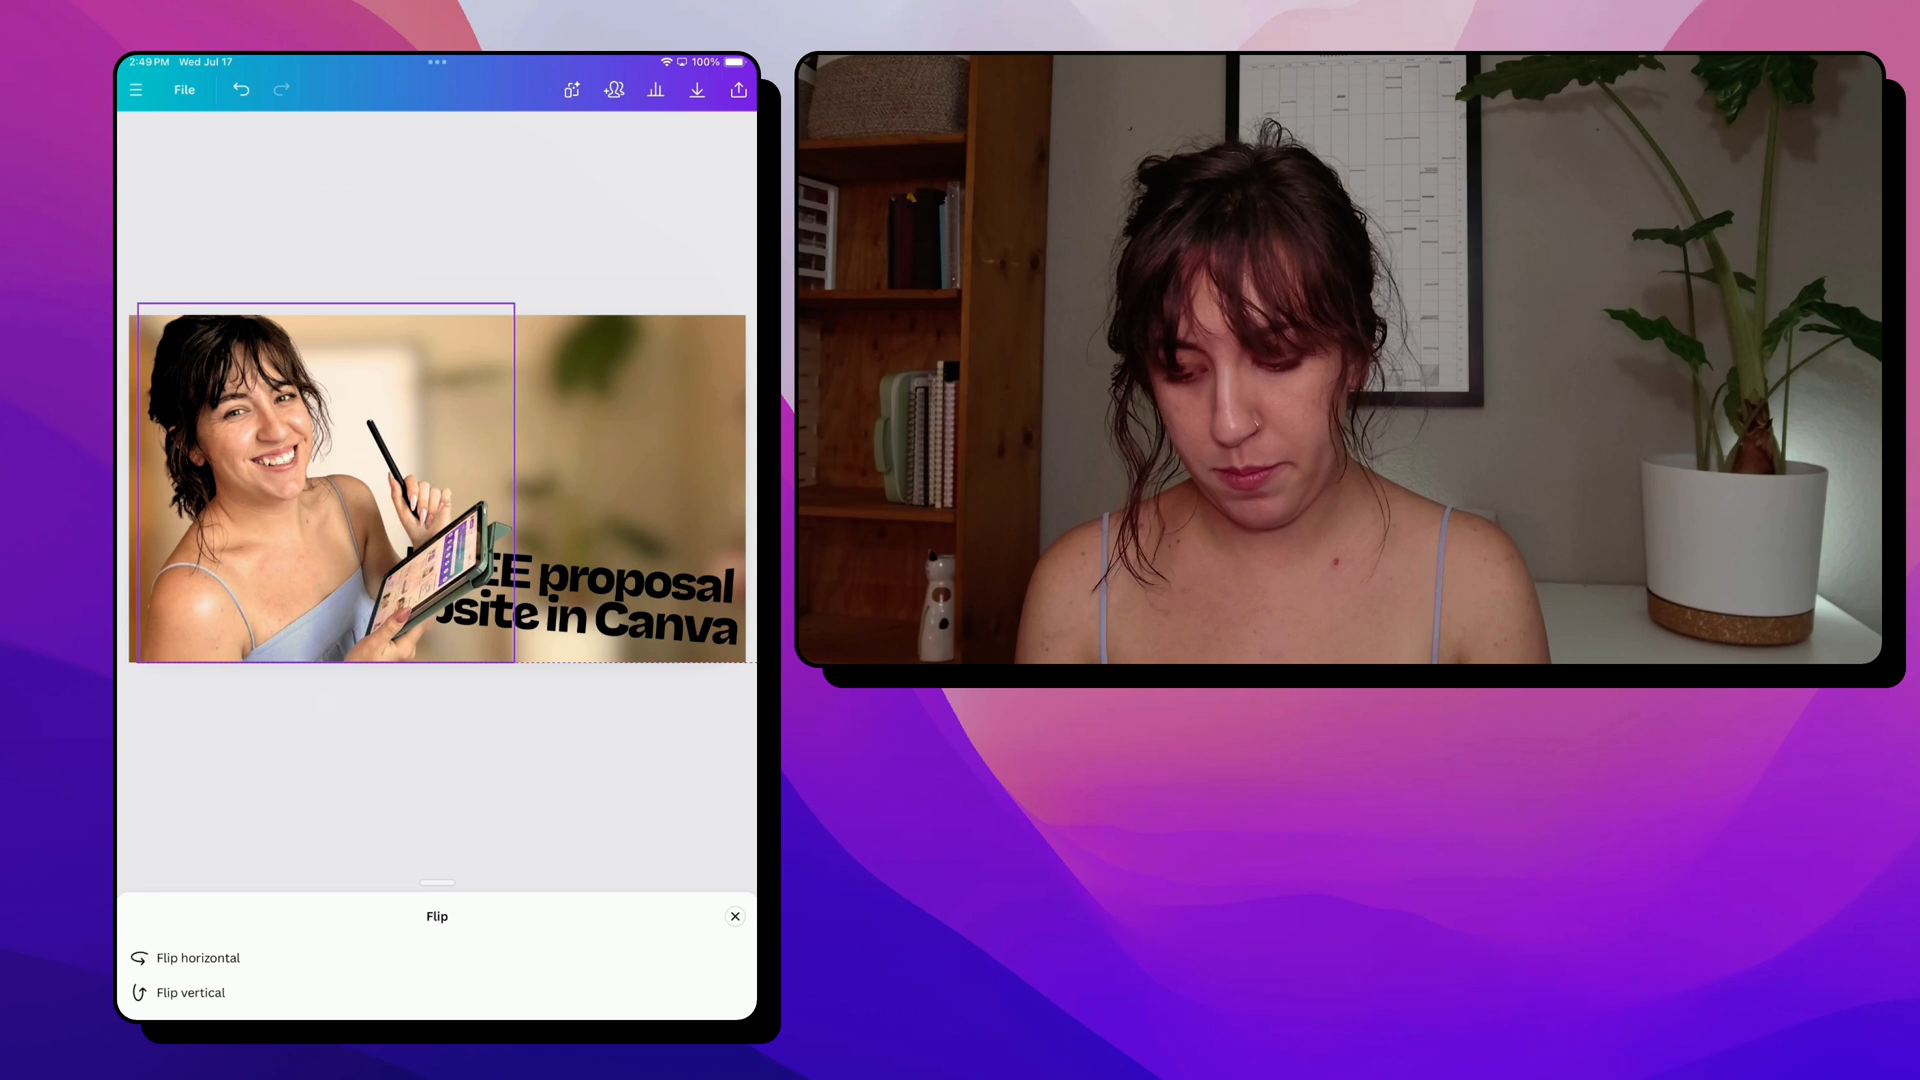 2:49 PM Wed Jul 17
100%
File
EE proposal
site in Canva
Flip
Flip horizontal
Flip vertical